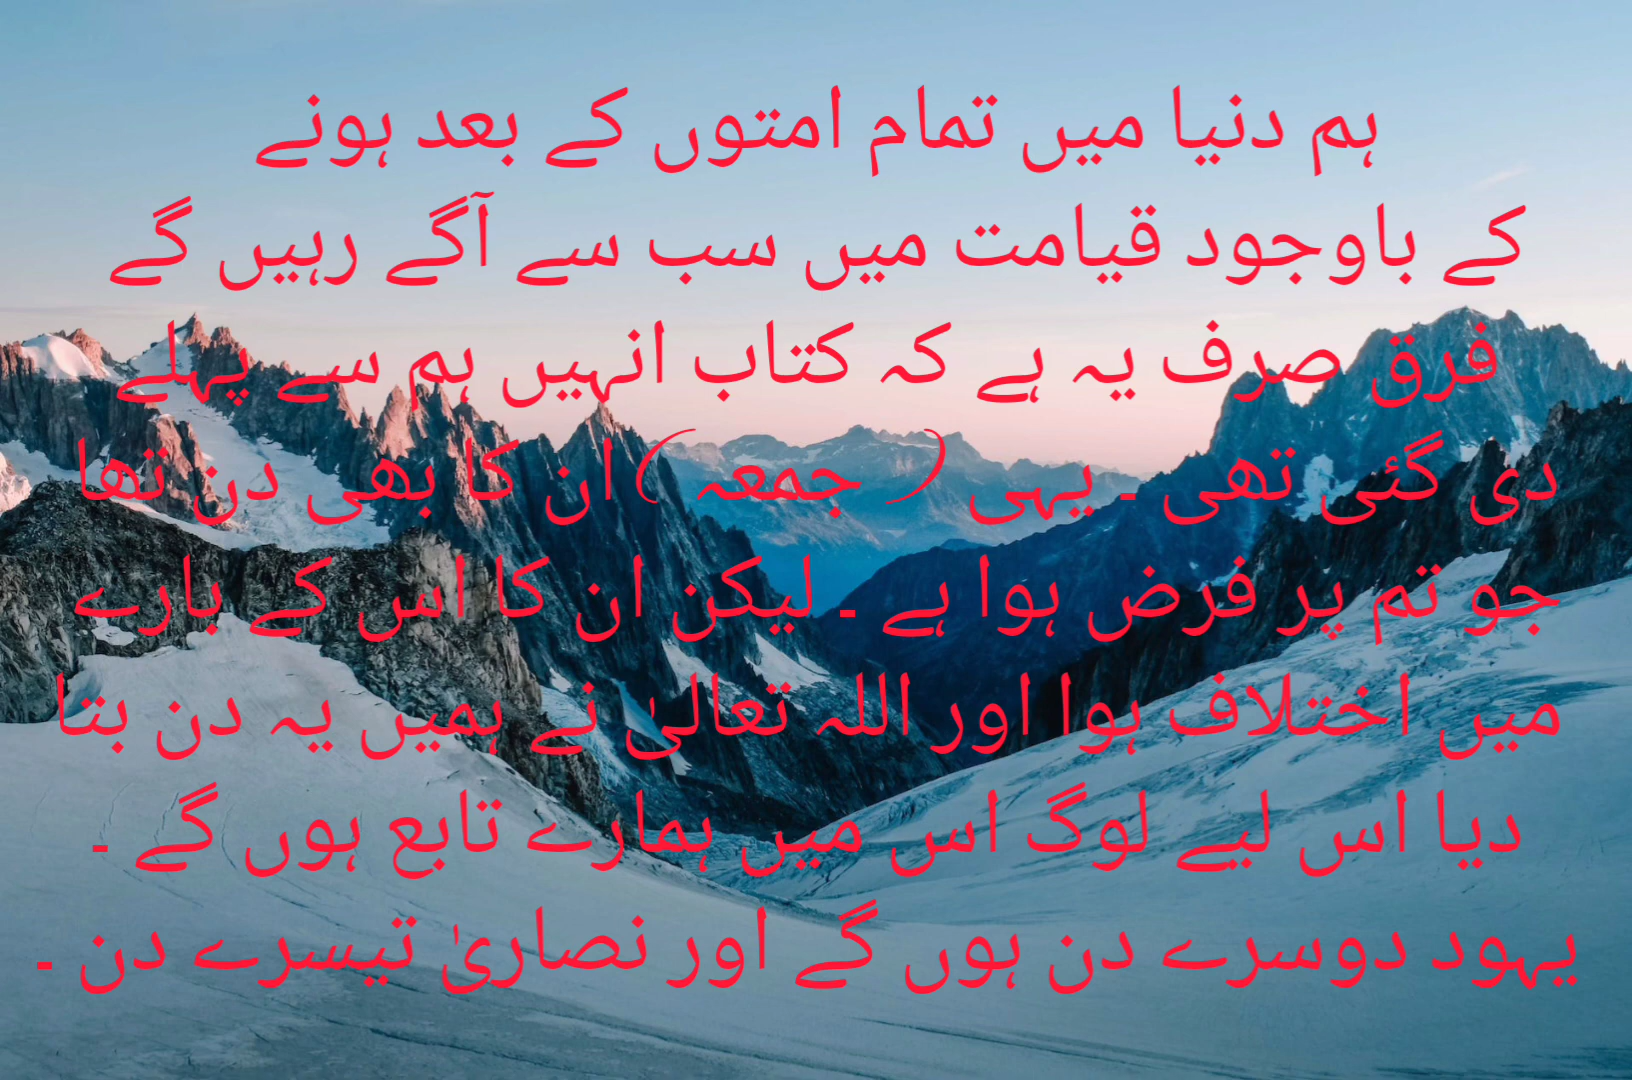 ہم دنیا میں تمام امتوں کے بعد ہونے
کے باوجود قیامت میں سب سے آگے رہیں گے
فرق صرف یہ ہے کہ کتاب انہیں ہم سے پہلے
دی گئی تھی ۔ یہی ( جمعہ ) ان کا بھی دن تھا
جو تم پر فرض ہوا ہے ۔ لیکن ان کا اس کے بارے
میں اختلاف ہوا اور اللہ تعالیٰ نے ہمیں یہ دن بتا
دیا اس لیے لوگ اس میں ہمارے تابع ہوں گے ۔
یہود دوسرے دن ہوں گے اور نصاریٰ تیسرے دن ۔